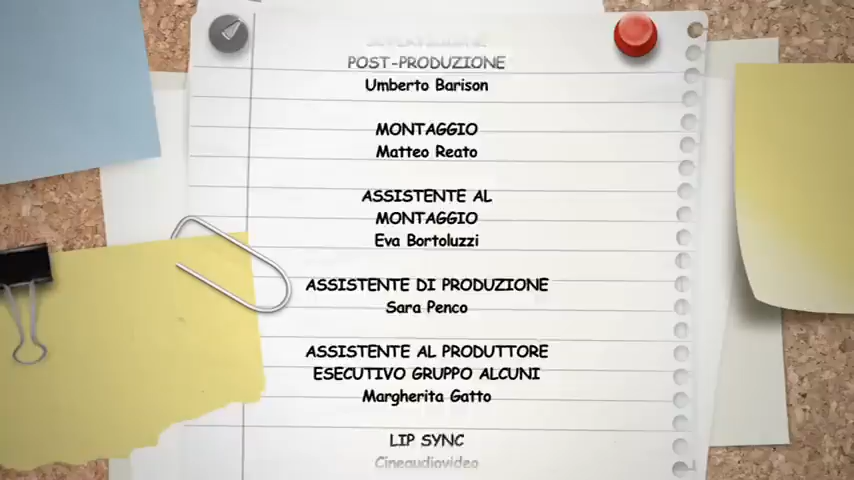 POST-PRODUZIONE
Umberto Barison
MONTAGGIO
Matteo Reato
ASSISTENTE AL
MONTAGGIO
Eva Bortoluzzi
ASSISTENTE DI PRODUZIONE
Sara Penco
ASSISTENTE AL PRODUTTORE
ESECUTIVO GRUPPO ALCUNI
Margherita Gatto
LIP SYNC
Cineaudiovideo